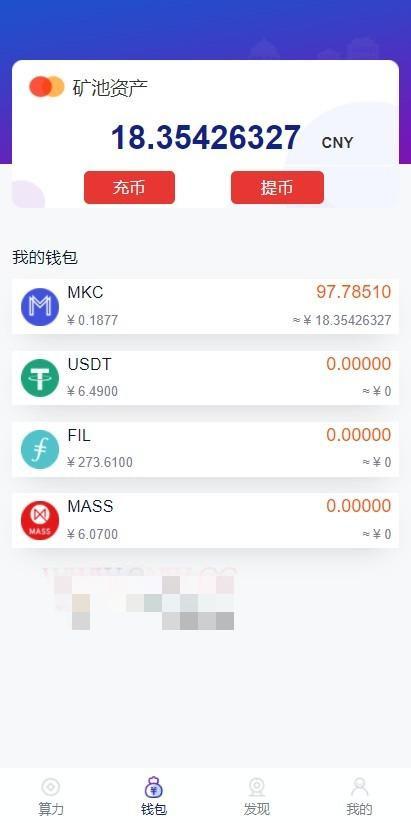 矿池资产
18.35426327 CNY
充币 提币
我的钱包
MKC 97.78510
¥ 0.1877 ≈ ¥ 18.35426327
USDT 0.00000
¥ 6.4900 ≈ ¥ 0
FIL 0.00000
¥ 273.6100 ≈ ¥ 0
MASS 0.00000
MASS
¥ 6.0700 ≈ ¥ 0
算力 钱包 发现 我的